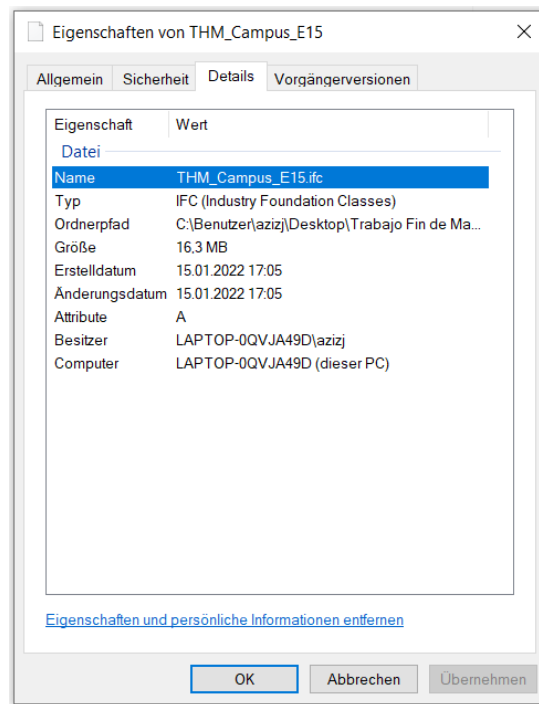 Eigenschaften von THM_Campus_E15
Allgemein Sicherheit Details Vorgängerversionen
Eigenschaft Wert
Datei
Name THM_Campus_E15.ifc
Typ IFC (Industry Foundation Classes)
Ordnerpfad C:\Benutzer\azizj\Desktop\Trabajo Fin de Ma...
Größe 16,3 MB
Erstelldatum 15.01.2022 17:05
Änderungsdatum 15.01.2022 17:05
Attribute A
Besitzer LAPTOP-0QVJA49D\azizj
Computer LAPTOP-0QVJA49D (dieser PC)
Eigenschaften und persönliche Informationen entfernen
OK Abbrechen Übernehmen